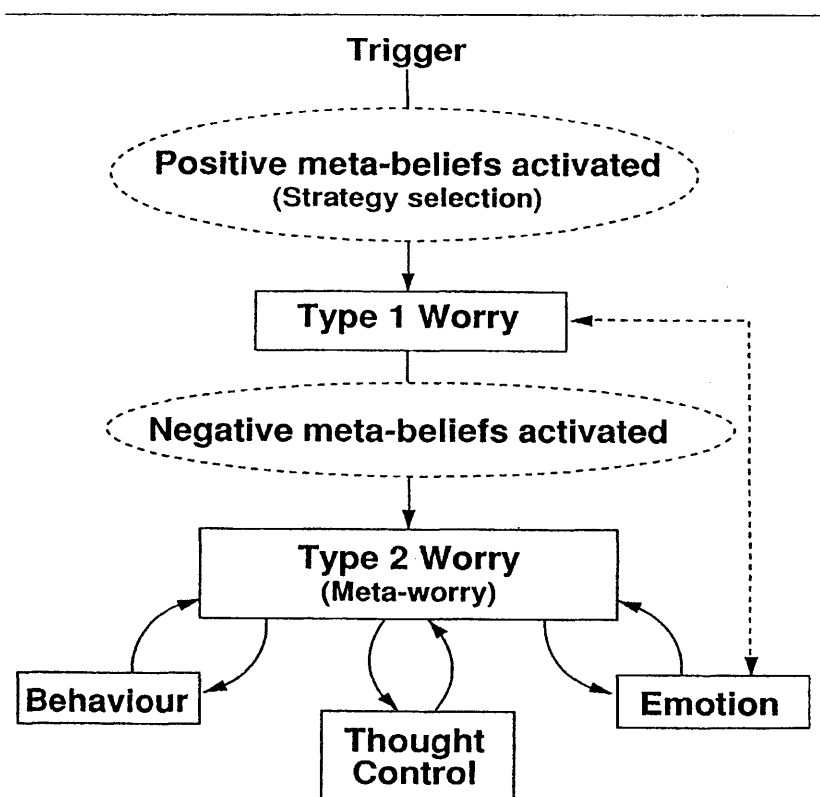 Trigger
Positive meta-beliefs activated
(Strategy selection)
Type 1 Worry
Negative meta-beliefs activated
Type 2 Worry
(Meta-worry)
Behaviour
Thought
Control
Emotion